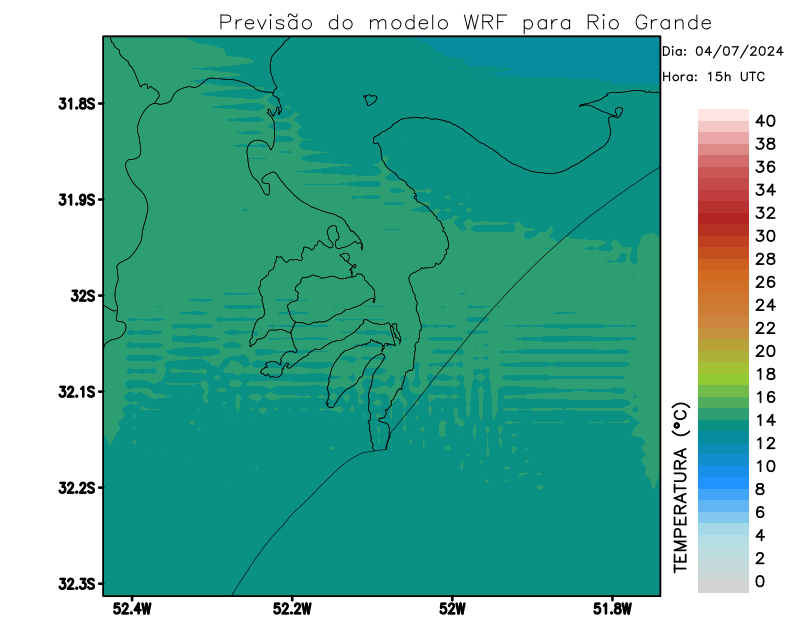 Previsão do modelo WRF para Rio Grande
Dia: 04/07/2024
Hora: 15h UTC
31.8S
31.9S
32S
32.1S
32.2S
32.3S
52.4W
52.2W
52W
51.8W
TEMPERATURA (°C)
40
38
36
34
32
30
28
26
24
22
20
18
16
14
12
10
8
6
4
2
0